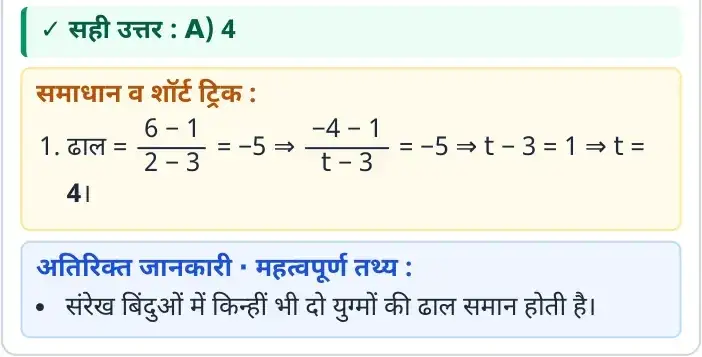 ✓ सही उत्तर : A) 4
समाधान व शॉर्ट ट्रिक :
1. ढाल = (6 − 1)/(2 − 3) = −5 ⇒ (−4 − 1)/(t − 3) = −5 ⇒ t − 3 = 1 ⇒ t =
4।
अतिरिक्त जानकारी · महत्वपूर्ण तथ्य :
• संरेख बिंदुओं में किन्हीं भी दो युग्मों की ढाल समान होती है।